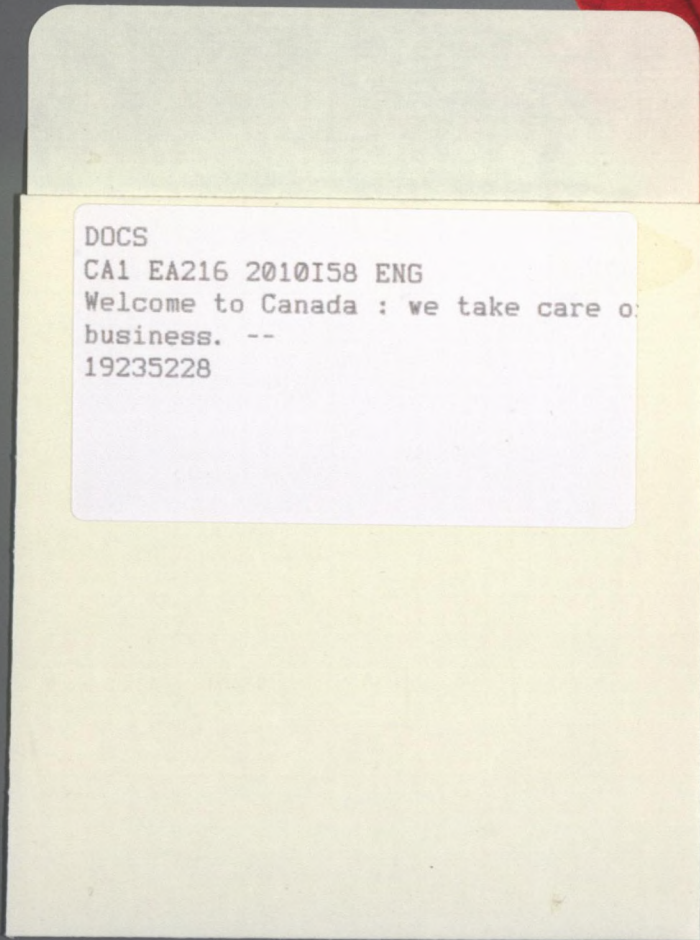 DOCS
CA1 EA216 2010I58 ENG
Welcome to Canada : we take care
business. --
19235228